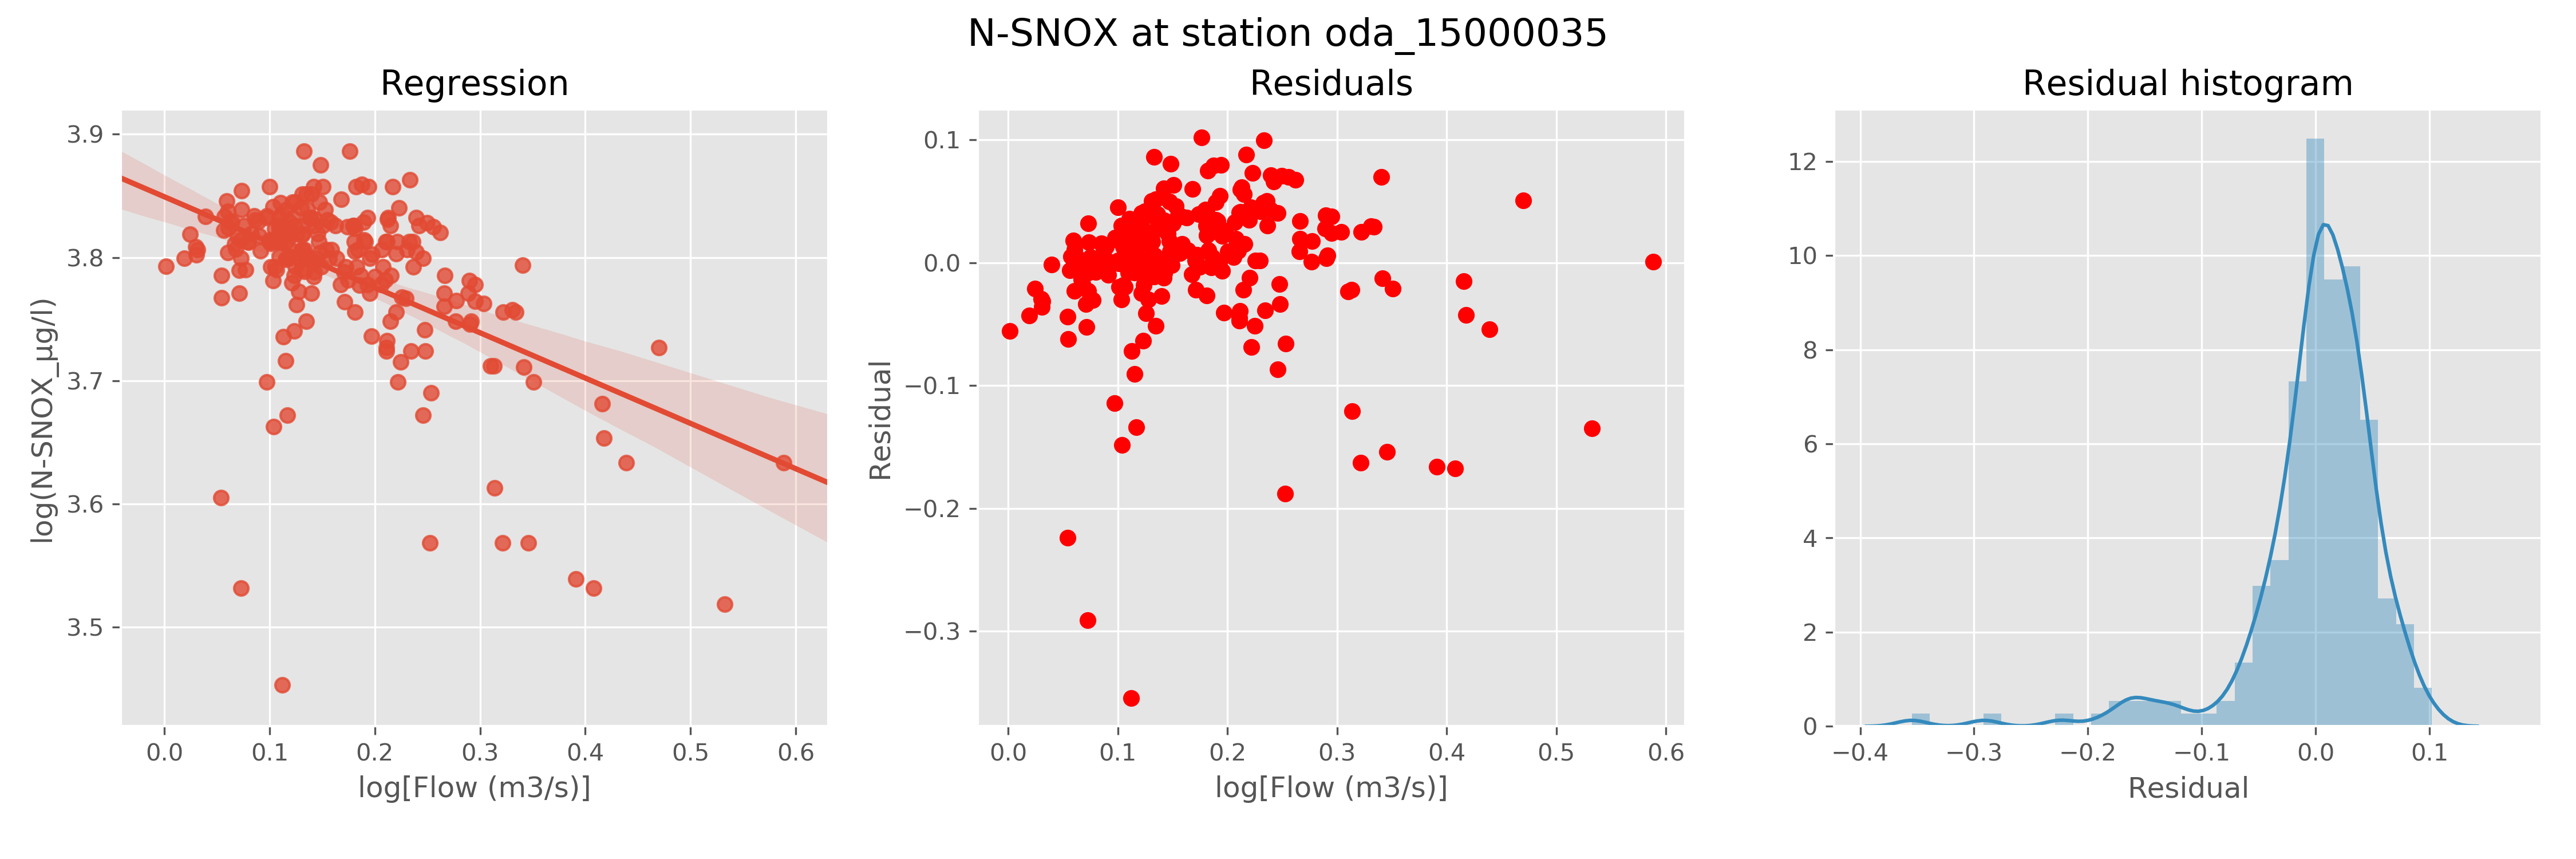 N-SNOX at station oda_15000035
Regression
Residuals
Residual histogram
3.9
3.8
3.7
3.6
3.5
log(N-SNOX_µg/l)
0.0 0.1 0.2 0.3 0.4 0.5 0.6
log[Flow (m3/s)]
0.1
0.0
−0.1
−0.2
−0.3
Residual
0.0 0.1 0.2 0.3 0.4 0.5 0.6
log[Flow (m3/s)]
12
10
8
6
4
2
0
−0.4 −0.3 −0.2 −0.1 0.0 0.1
Residual